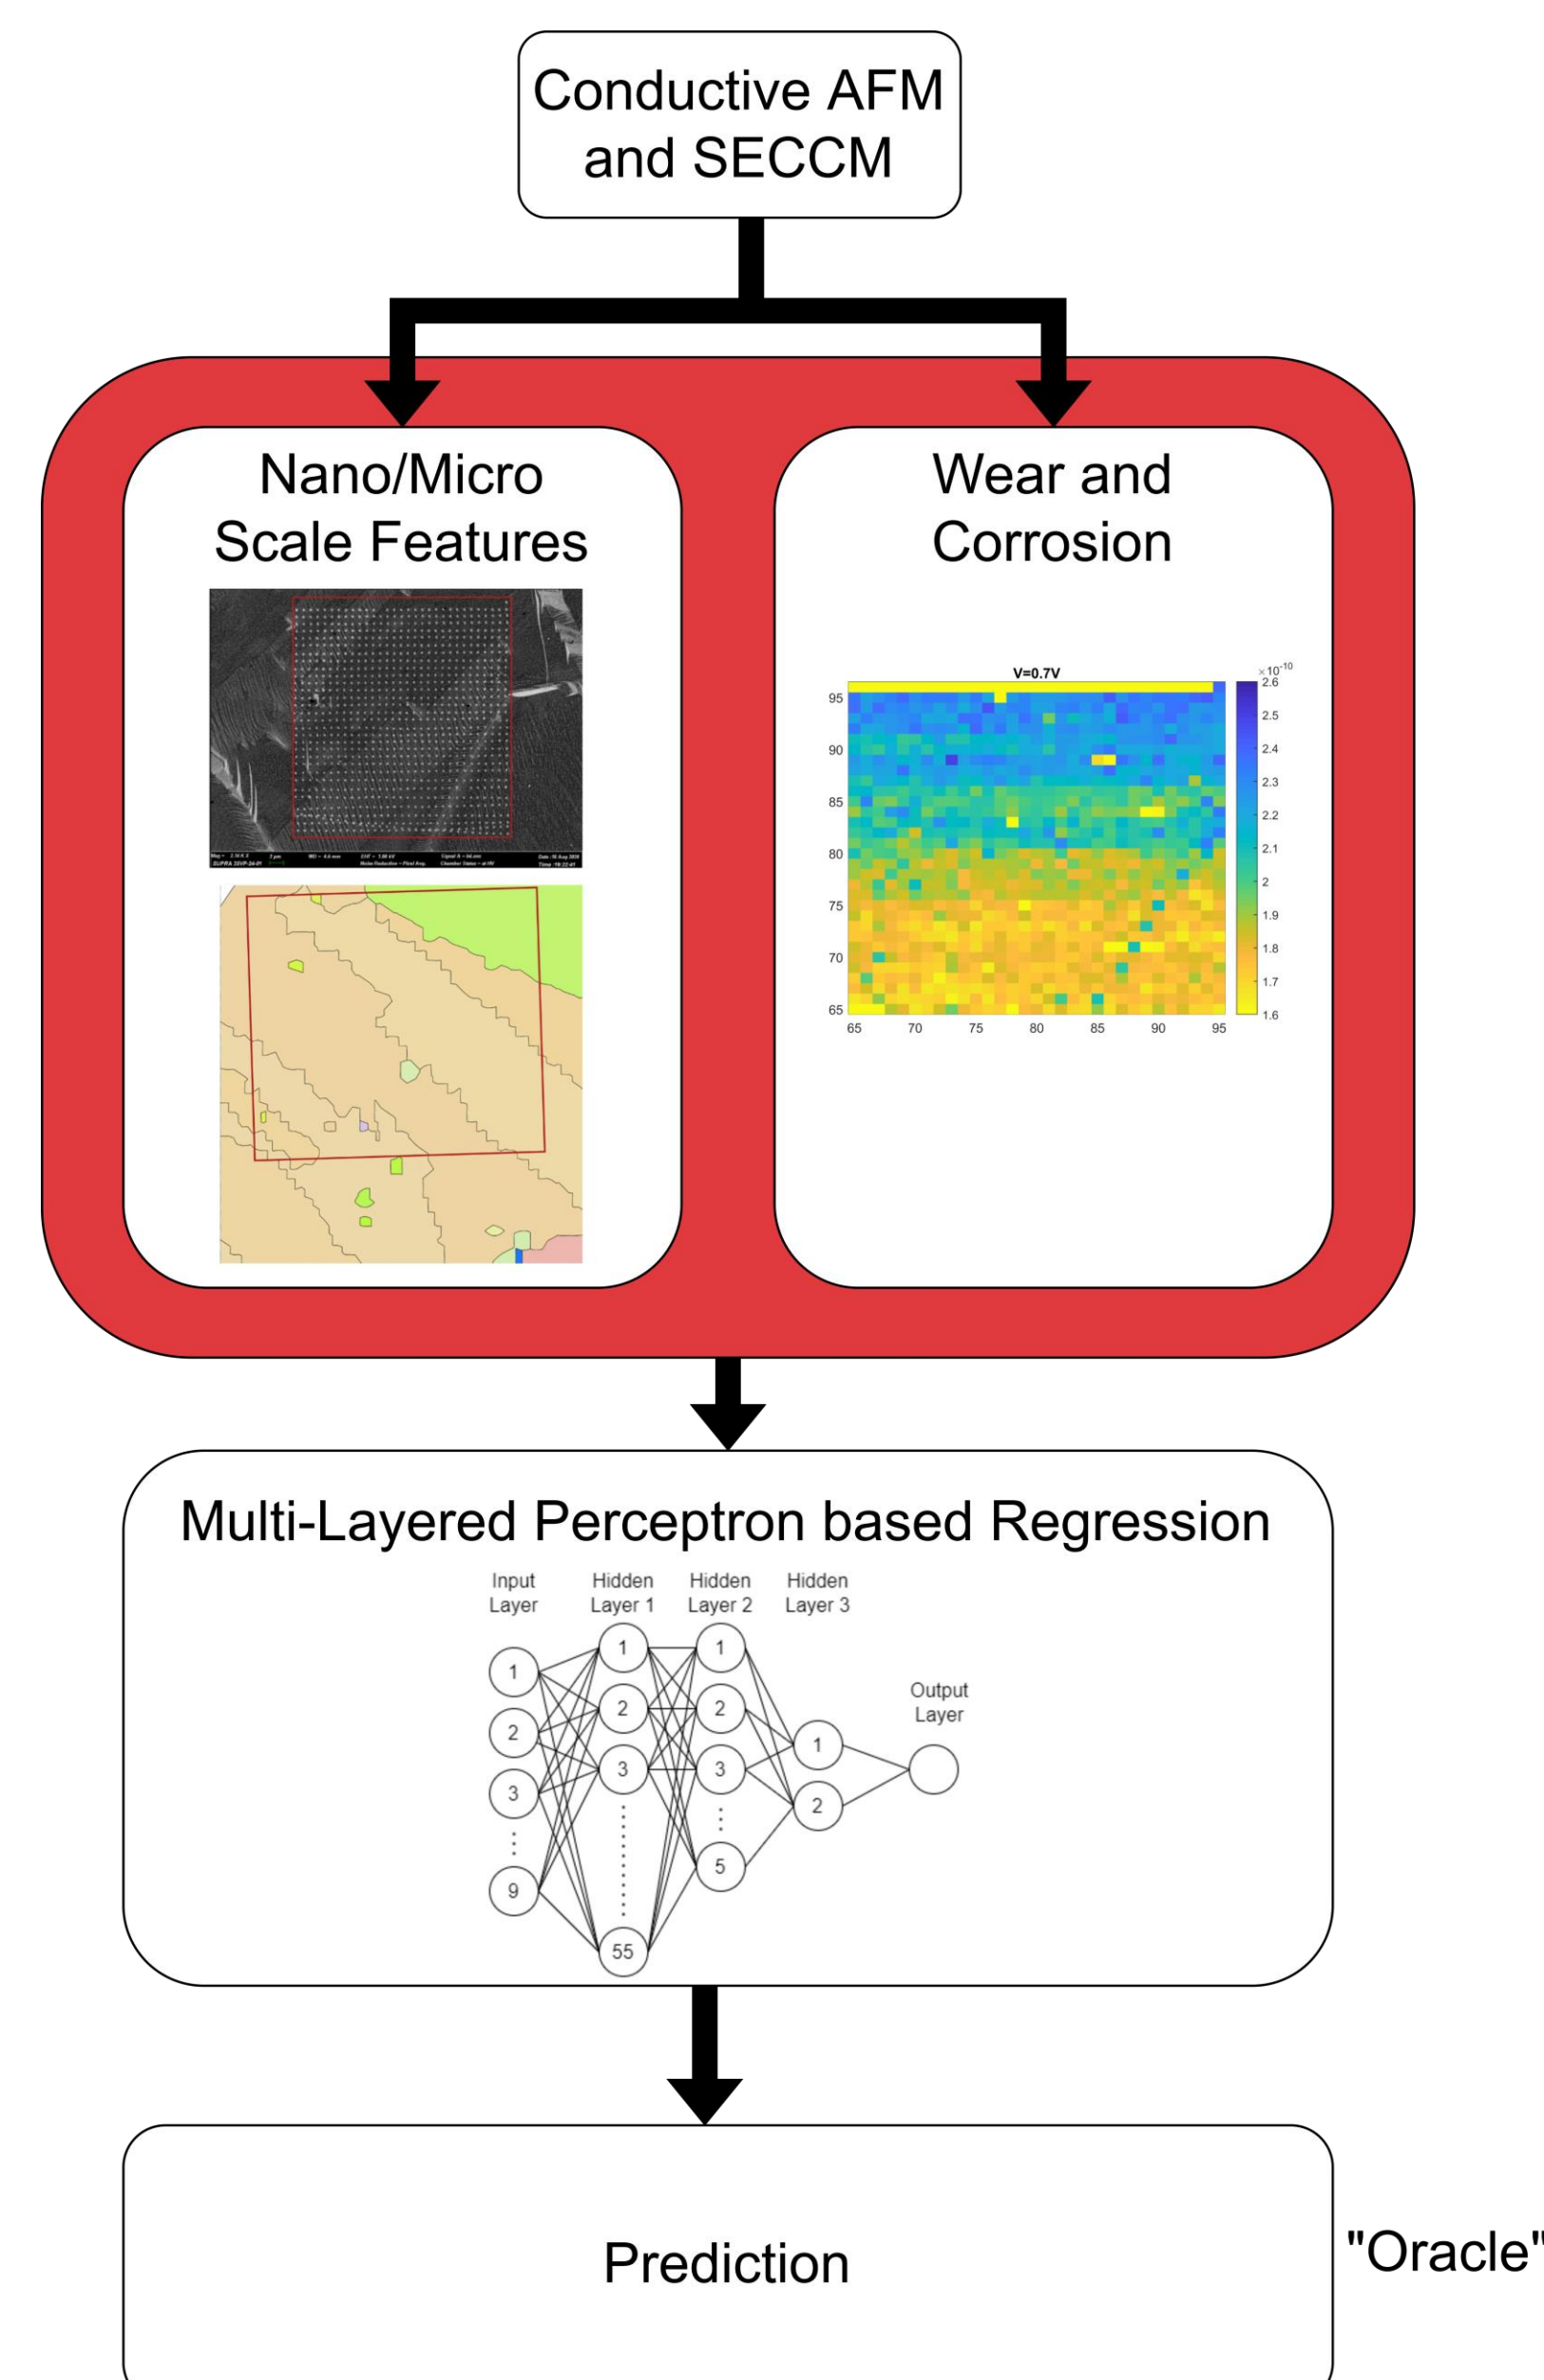 Conductive AFM
and SECCM
Nano/Micro
Scale Features
Wear and
Corrosion
V=0.7V
×10-10
2.6
2.5
2.4
2.3
2.2
2.1
2
1.9
1.8
1.7
1.6
95
90
85
80
75
70
65
65 70 75 80 85 90 95
Multi-Layered Perceptron based Regression
Input
Layer
Hidden
Layer 1
Hidden
Layer 2
Hidden
Layer 3
Output
Layer
1
2
3
9
1
2
3
55
1
2
3
5
1
2
Prediction
"Oracle"